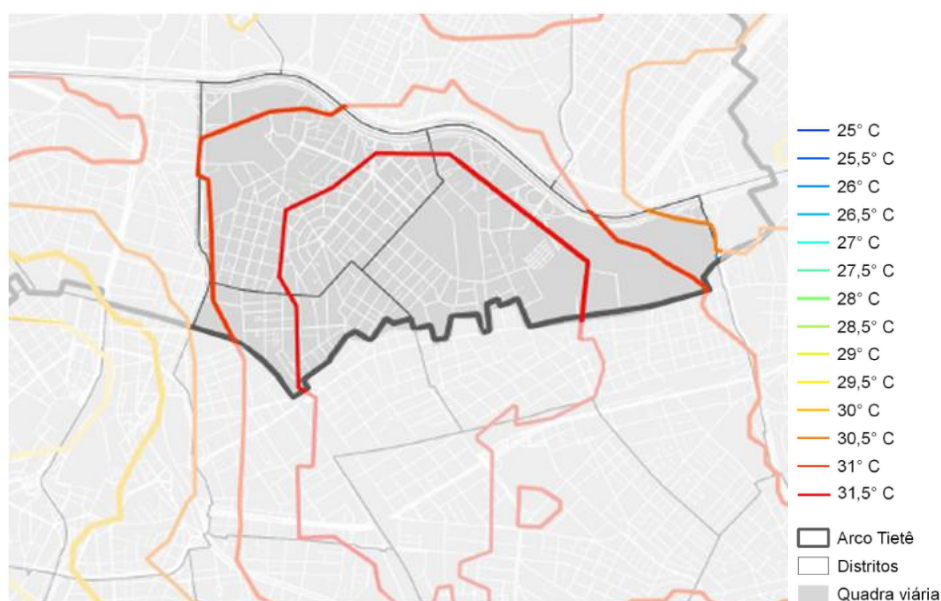 25° C
25,5° C
26° C
26,5° C
27° C
27,5° C
28° C
28,5° C
29° C
29,5° C
30° C
30,5° C
31° C
31,5° C
Arco Tietê
Distritos
Quadra viária